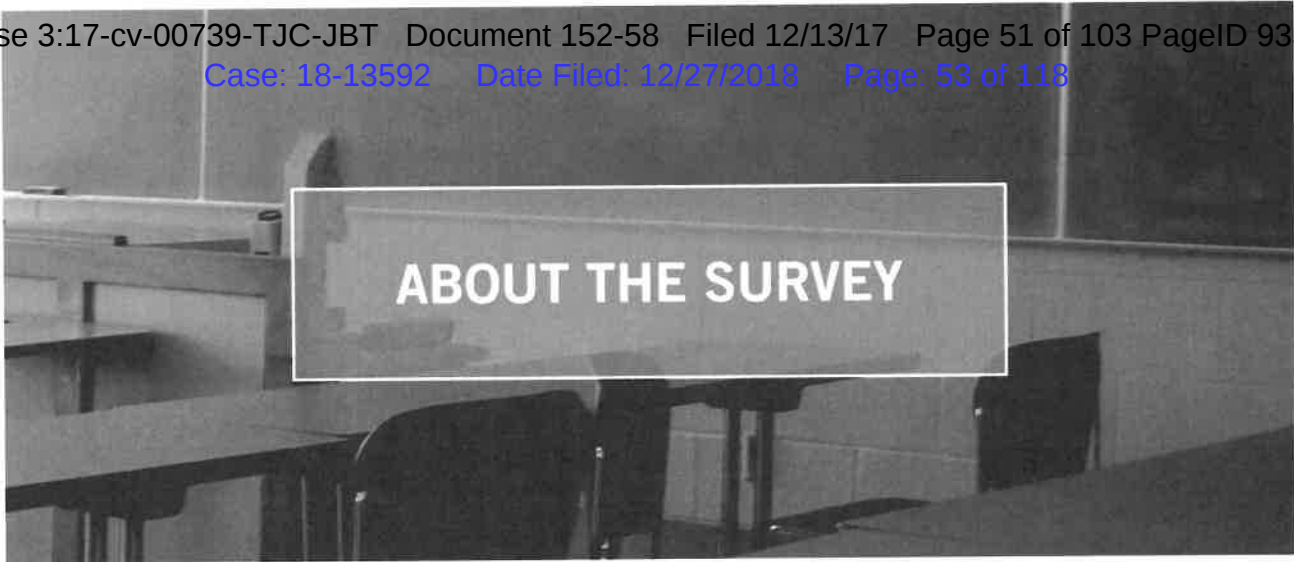 se 3:17-cv-00739-TJC-JBT Document 152-58 Filed 12/13/17 Page 51 of 103 PageID 93
Case: 18-13592 Date Filed: 12/27/2018 Page: 53 of 118
ABOUT THE SURVEY